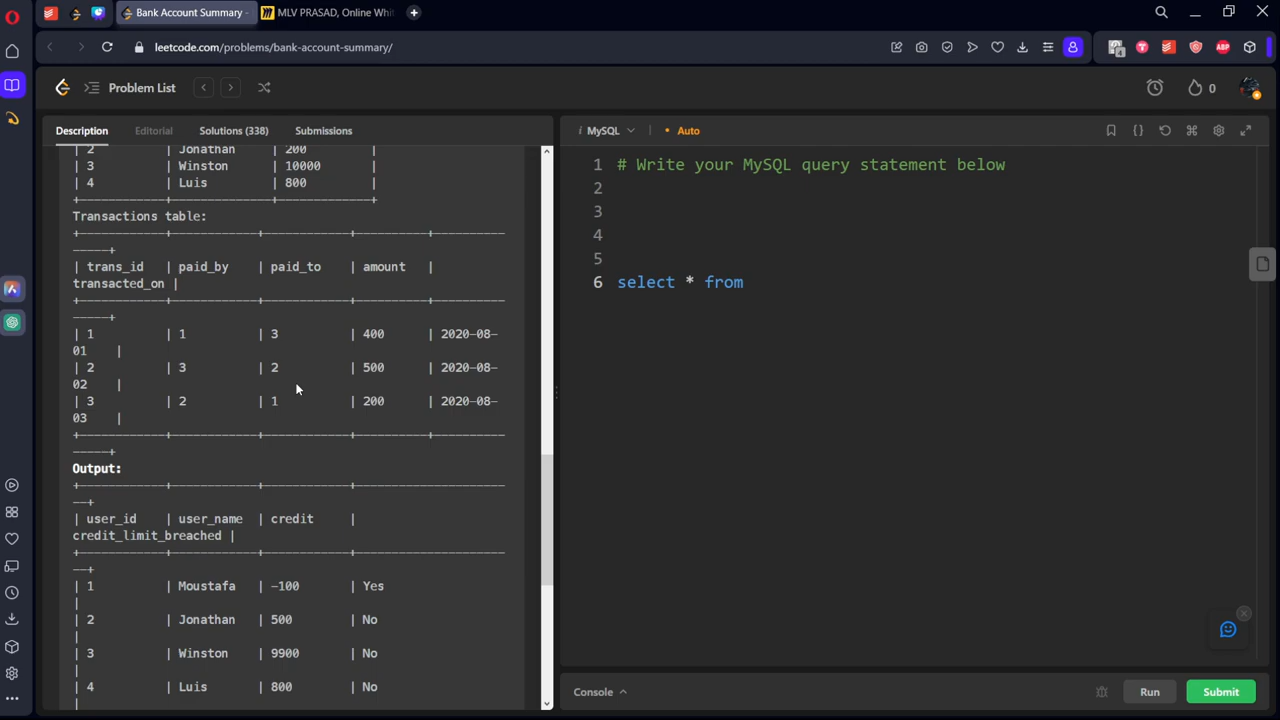 Bank Account Summary -
MLV PRASAD, Online Whit
leetcode.com/problems/bank-account-summary/
Problem List
0
Description Editorial Solutions (338) Submissions
| 2 | Jonathan | 200 |
| 3 | Winston | 10000 |
| 4 | Luis | 800 |
+-----------+-----------+-----------+
Transactions table:
+-----------+-----------+-----------+---------+----------
-----+
| trans_id | paid_by | paid_to | amount |
transacted_on |
+-----------+-----------+-----------+---------+----------
-----+
| 1 | 1 | 3 | 400 | 2020-08-
01 |
| 2 | 3 | 2 | 500 | 2020-08-
02 |
| 3 | 2 | 1 | 200 | 2020-08-
03 |
+-----------+-----------+-----------+---------+----------
-----+
Output:
+-----------+-----------+-----------+--------------------
--+
| user_id | user_name | credit |
credit_limit_breached |
+-----------+-----------+-----------+--------------------
--+
| 1 | Moustafa | -100 | Yes
|
| 2 | Jonathan | 500 | No
|
| 3 | Winston | 9900 | No
|
| 4 | Luis | 800 | No
|
i MySQL • Auto
1 # Write your MySQL query statement below
2
3
4
5
6 select * from
Console
Run
Submit